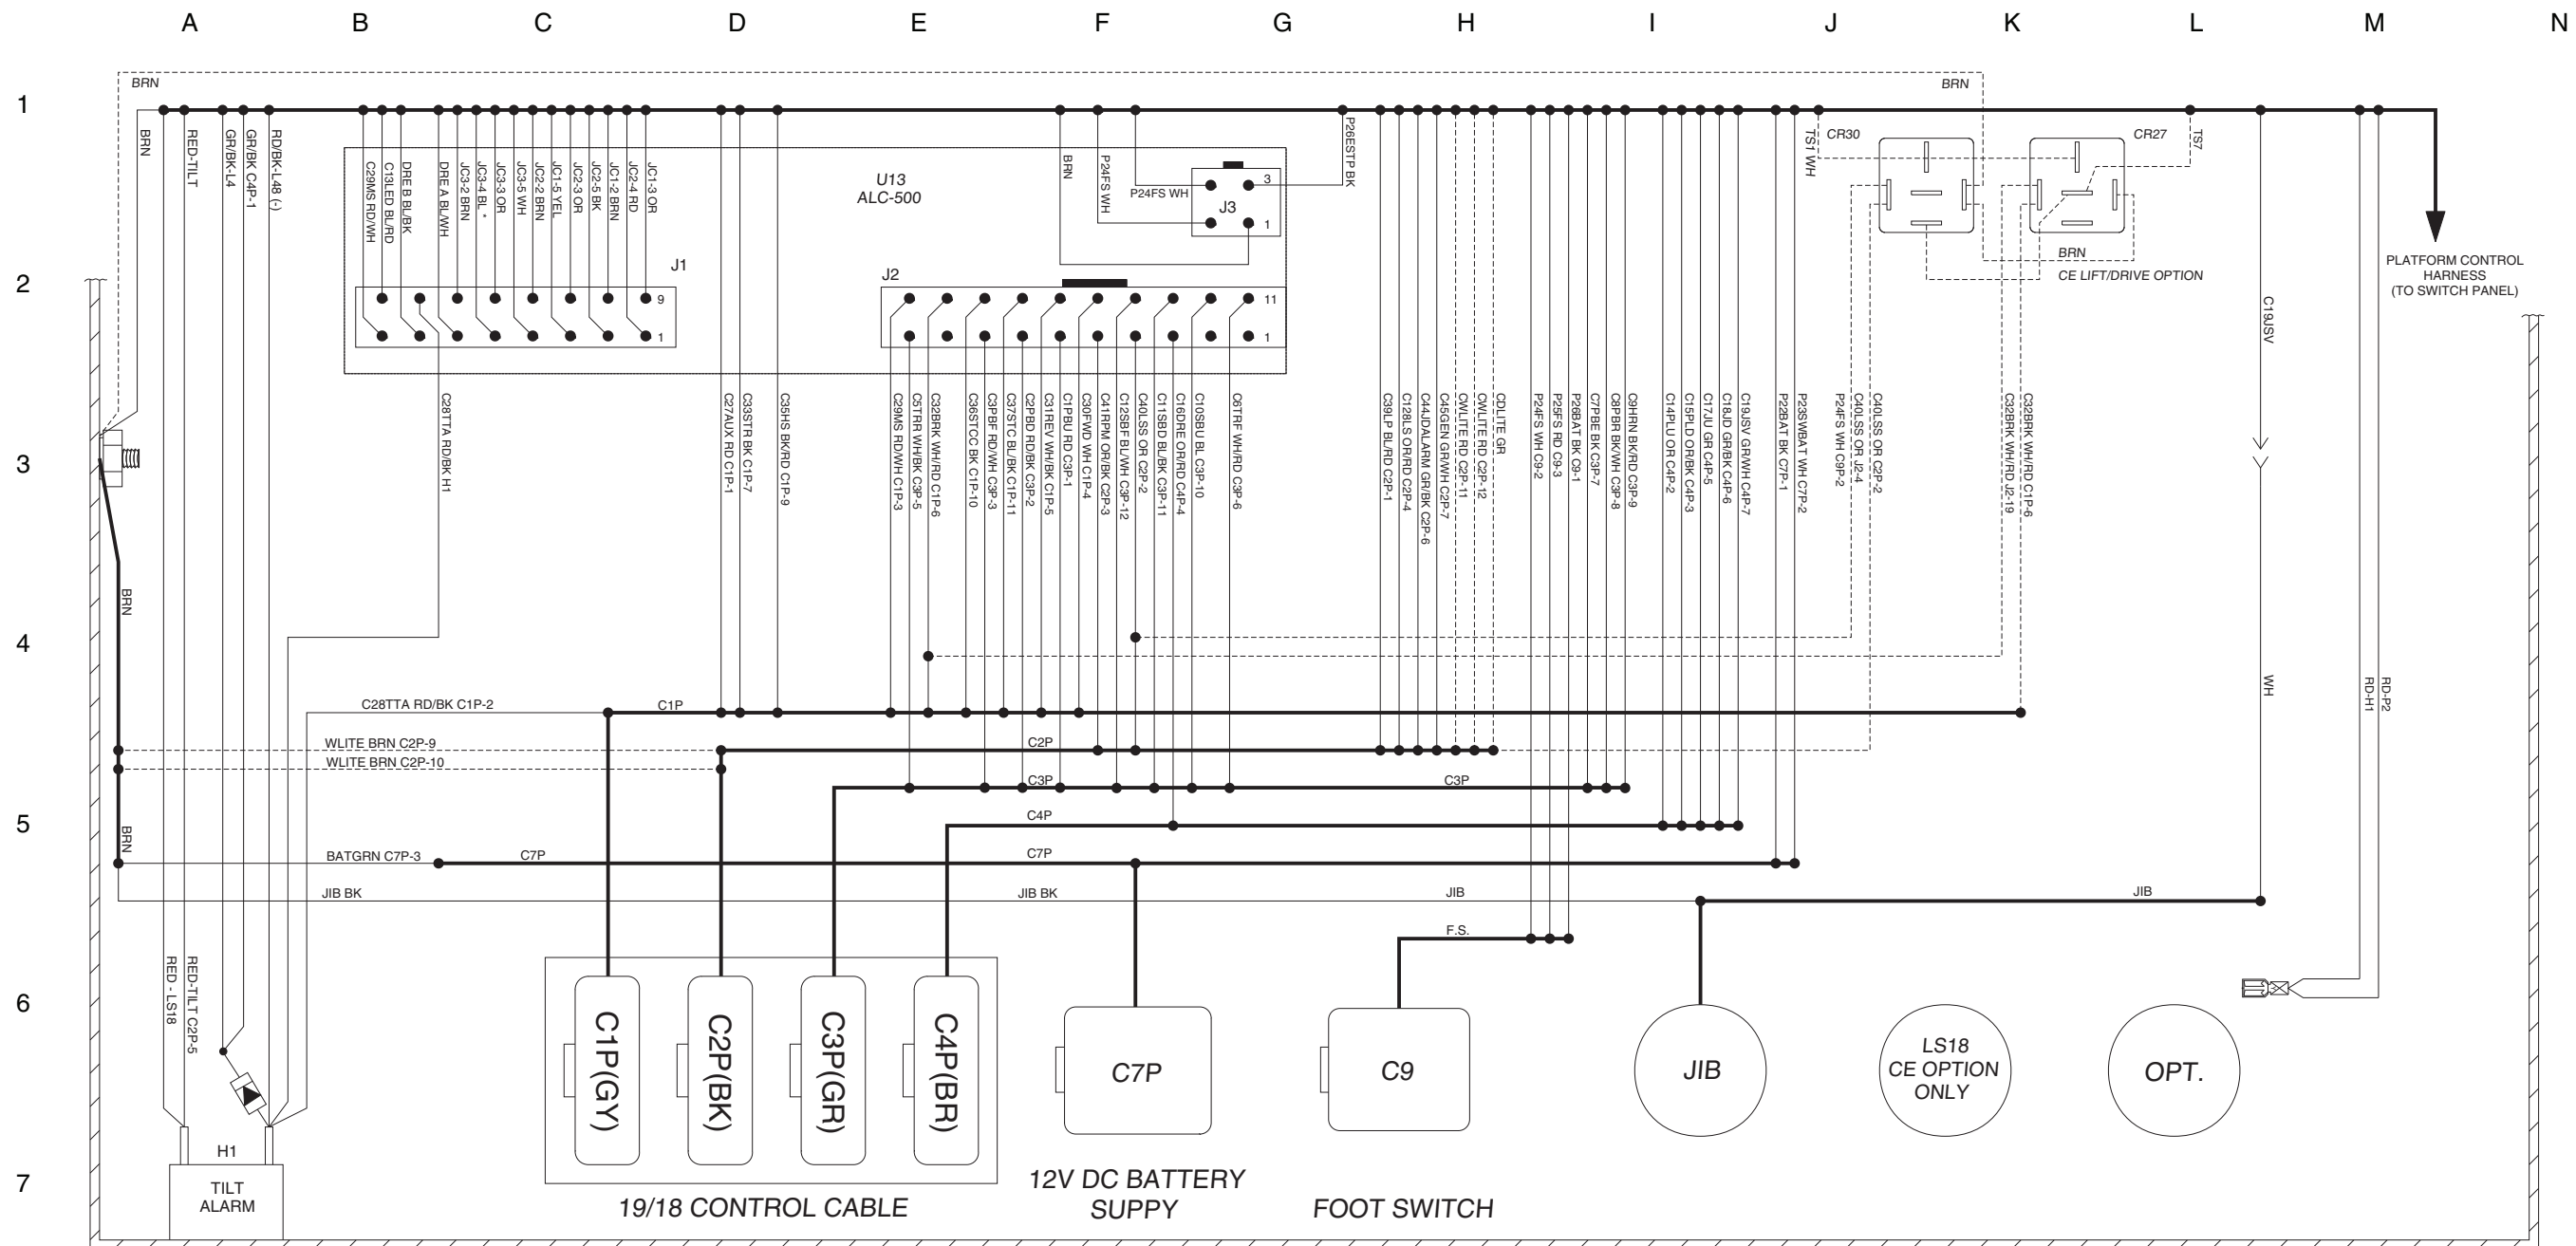 A B C D E F G H I J K L M N
1
2
3
4
5
6
7
BRN
BRN
BRN
RED-TILT
GR/BK-L4
GR/BK C4P-1
RD/BK-L48 (-)
C29MS RD/WH
C13LED BL/RD
DRE B BL/BK
DRE A BL/WH
JC3-2 BRN
JC3-4 BL *
JC3-3 OR
JC3-5 WH
JC2-2 BRN
JC1-5 YEL
JC2-3 OR
JC2-5 BK
JC1-2 BRN
JC2-4 RD
JC1-3 OR
U13
ALC-500
BRN
P24FS WH
P24FS WH
J3
3
1
P26ESTP BK
TS1 WH
CR30
CR27
TS7
BRN
CE LIFT/DRIVE OPTION
PLATFORM CONTROL
HARNESS
(TO SWITCH PANEL)
J1
9
1
J2
11
1
C19JSV
C28TTA RD/BK H1
C27AUX RD C1P-1
C33STR BK C1P-7
C35HS BK/RD C1P-9
C29MS RD/WH C1P-3
C5TRR WH/BK C3P-5
C32BRK WH/RD C1P-6
C36STCC BK C1P-10
C3PBF RD/WH C3P-3
C37STC BL/BK C1P-11
C2PBD RD/BK C3P-2
C31REV WH/BK C1P-5
C1PBU RD C3P-1
C30FWD WH C1P-4
C41RPM OR/BK C2P-3
C12SBF BL/WH C3P-12
C40LSS OR C2P-2
C11SBD BL/BK C3P-11
C16DRE OR/RD C4P-4
C10SBU BL C3P-10
C6TRF WH/RD C3P-6
C39LP BL/RD C2P-1
C128LS OR/RD C2P-4
C44JDALARM GR/BK C2P-6
C45GEN GR/WH C2P-7
CWLITE RD C2P-11
CWLITE RD C2P-12
CDLITE GR
P24FS WH C9-2
P25FS RD C9-3
P26BAT BK C9-1
C7PBE BK C3P-7
C8PBR BK/WH C3P-8
C9HRN BK/RD C3P-9
C14PLU OR C4P-2
C15PLD OR/BK C4P-3
C17JU GR C4P-5
C18JD GR/BK C4P-6
C19JSV GR/WH C4P-7
P22BAT BK C7P-1
P23SWBAT WH C7P-2
P24FS WH C9P-2
C40LSS OR J2-4
C40LSS OR C2P-2
C32BRK WH/RD J2-19
C32BRK WH/RD C1P-6
BRN
C28TTA RD/BK C1P-2
C1P
WH
RD-H1
RD-P2
WLITE BRN C2P-9
C2P
WLITE BRN C2P-10
C3P
C3P
C4P
BRN
BATGRN C7P-3
C7P
C7P
JIB BK
JIB BK
JIB
JIB
F.S.
RED - LS18
RED-TILT C2P-5
C1P(GY)
C2P(BK)
C3P(GR)
C4P(BR)
C7P
C9
JIB
LS18
CE OPTION
ONLY
OPT.
H1
TILT
ALARM
19/18 CONTROL CABLE
12V DC BATTERY
SUPPY
FOOT SWITCH